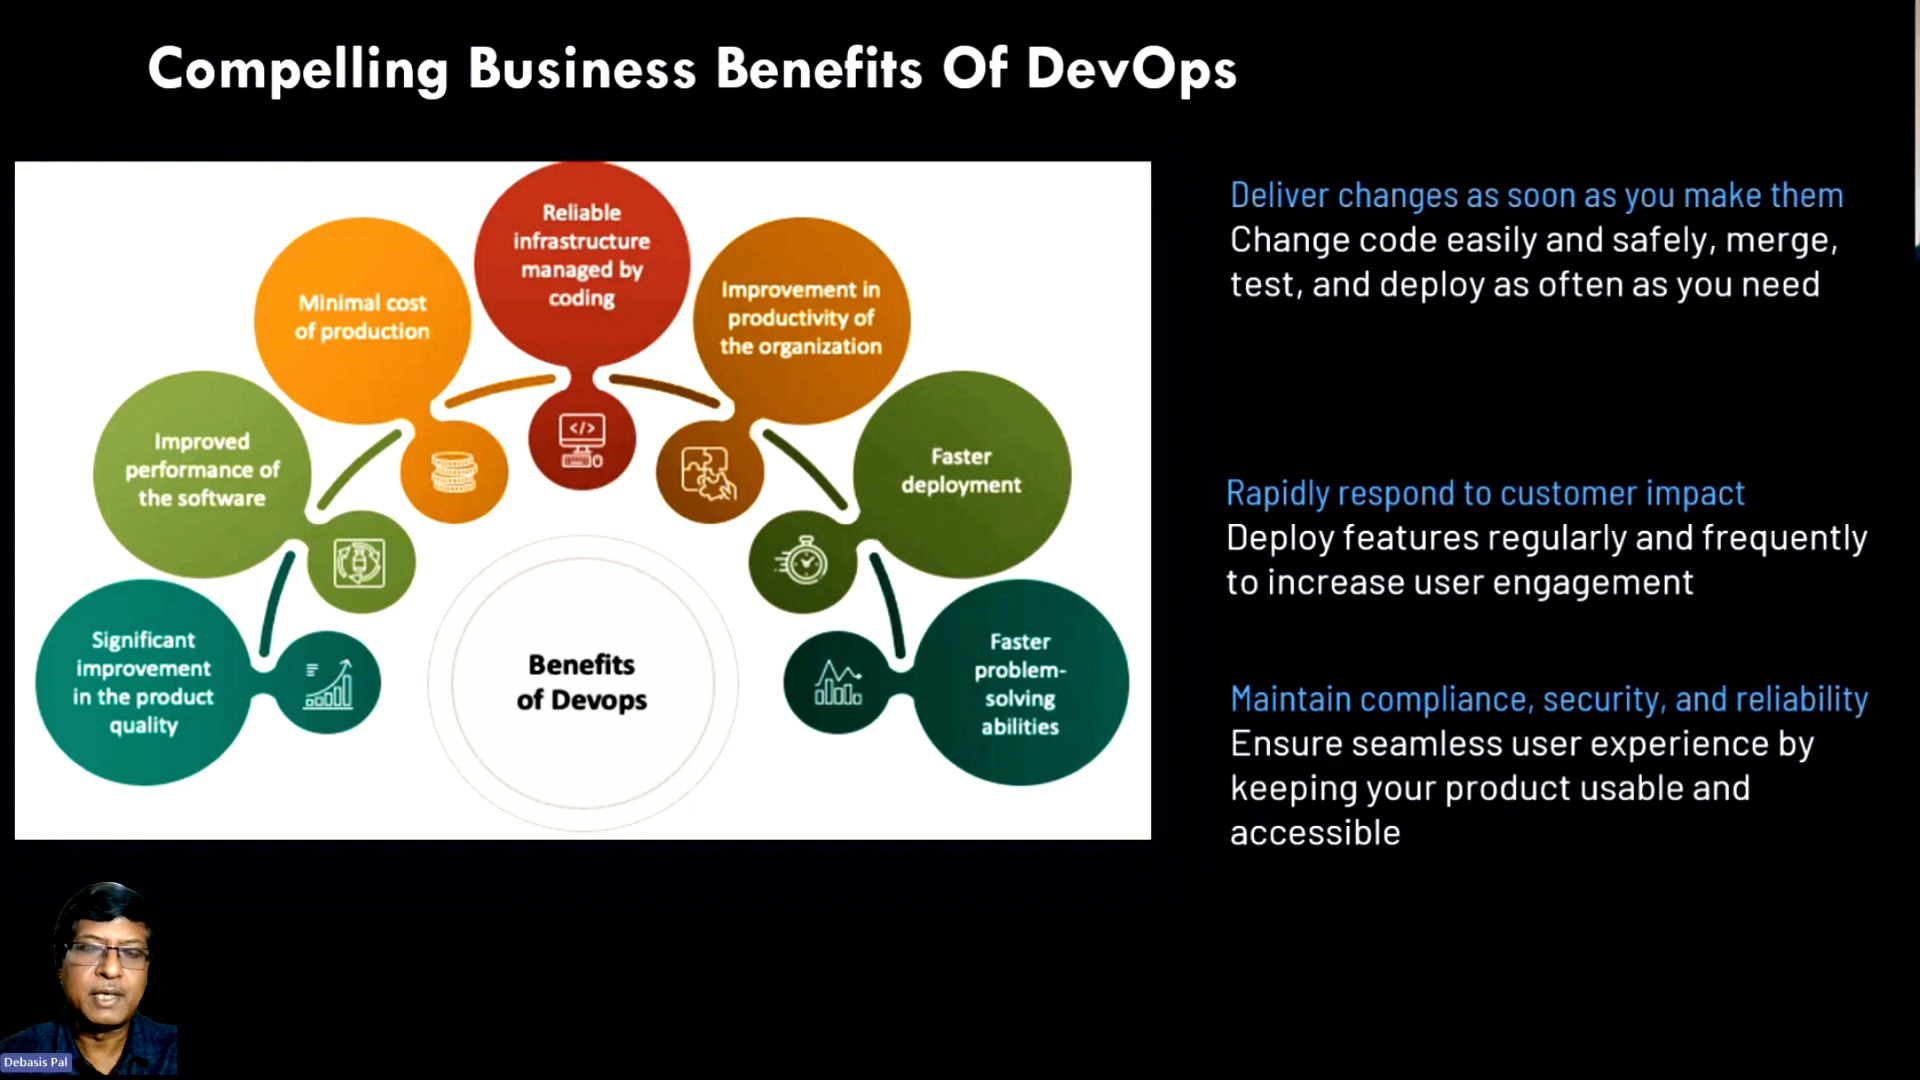 Compelling Business Benefits Of DevOps
Reliable
infrastructure
managed by
coding
Minimal cost
of production
Improvement in
productivity of
the organization
Improved
performance of
the software
Faster
deployment
Significant
improvement
in the product
quality
Benefits
of Devops
Faster
problem-
solving
abilities
Deliver changes as soon as you make them
Change code easily and safely, merge,
test, and deploy as often as you need
Rapidly respond to customer impact
Deploy features regularly and frequently
to increase user engagement
Maintain compliance, security, and reliability
Ensure seamless user experience by
keeping your product usable and
accessible
</>
Debasis Pal